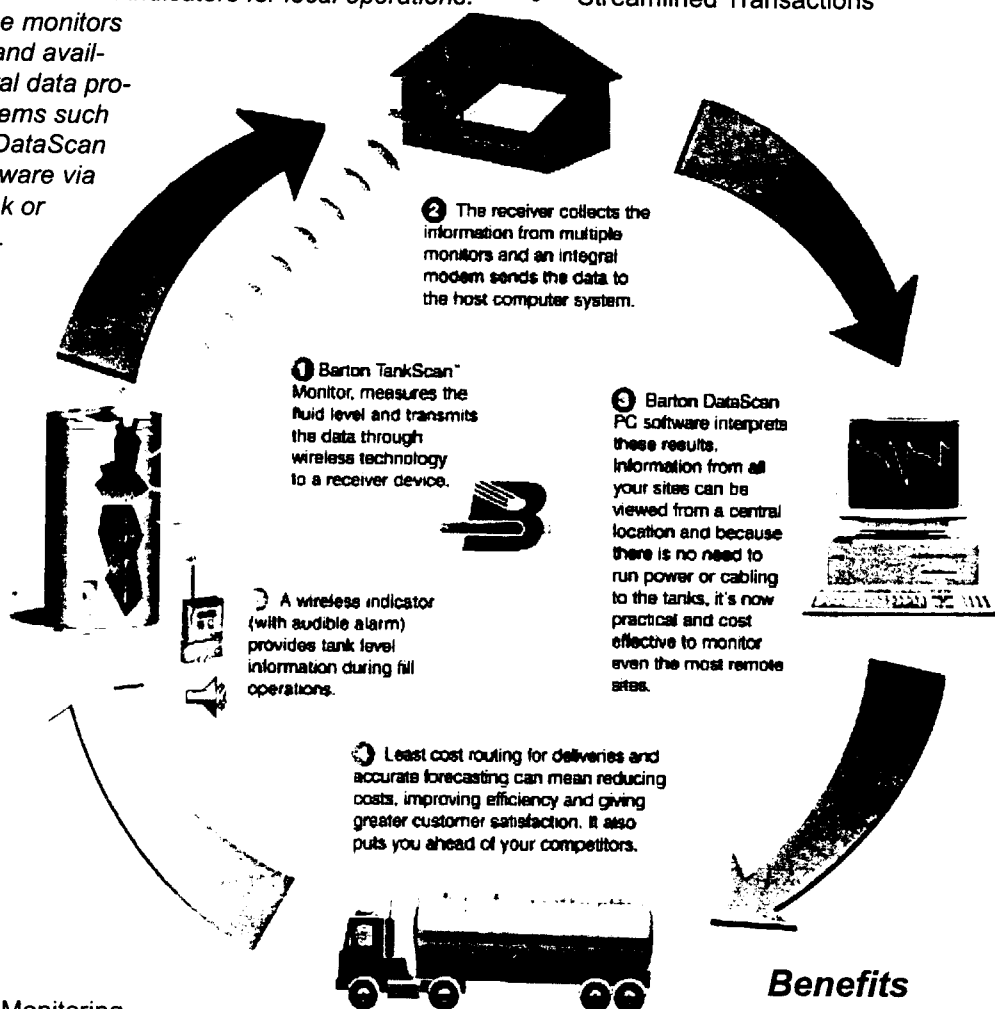 indicators for local operations.
Streamlined Transactions
e monitors
and avail-
al data pro-
ems such
DataScan
ware via
k or
2 The receiver collects the
information from multiple
monitors and an integral
modem sends the data to
the host computer system.
1 Barton TankScan™
Monitor, measures the
fluid level and transmits
the data through
wireless technology
to a receiver device.
3 Barton DataScan
PC software interprets
these results.
Information from all
your sites can be
viewed from a central
location and because
there is no need to
run power or cabling
to the tanks, it's now
practical and cost
effective to monitor
even the most remote
sites.
A wireless indicator
(with audible alarm)
provides tank level
information during fill
operations.
4 Least cost routing for deliveries and
accurate forecasting can mean reducing
costs, improving efficiency and giving
greater customer satisfaction. It also
puts you ahead of your competitors.
Benefits
Monitoring